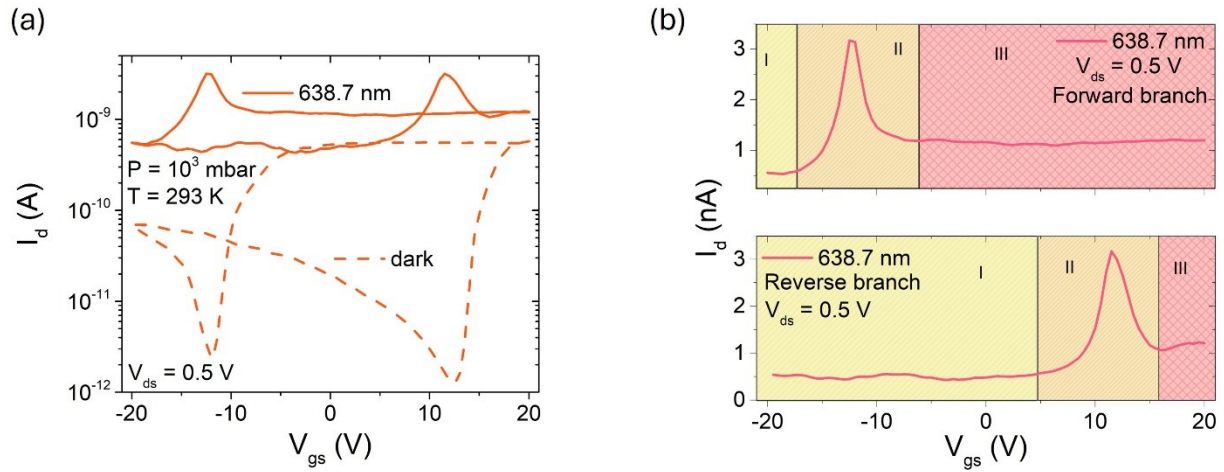 (a)
10⁻⁹
10⁻¹⁰
10⁻¹¹
10⁻¹²
I_d (A)
638.7 nm
P = 10³ mbar
T = 293 K
dark
V_ds = 0.5 V
-20
-10
0
10
20
V_gs (V)
(b)
I_d (nA)
3
2
1
I
II
III
638.7 nm
V_ds = 0.5 V
Forward branch
3
2
1
0
638.7 nm
Reverse branch
V_ds = 0.5 V
I
II
III
-20
-10
0
10
20
V_gs (V)